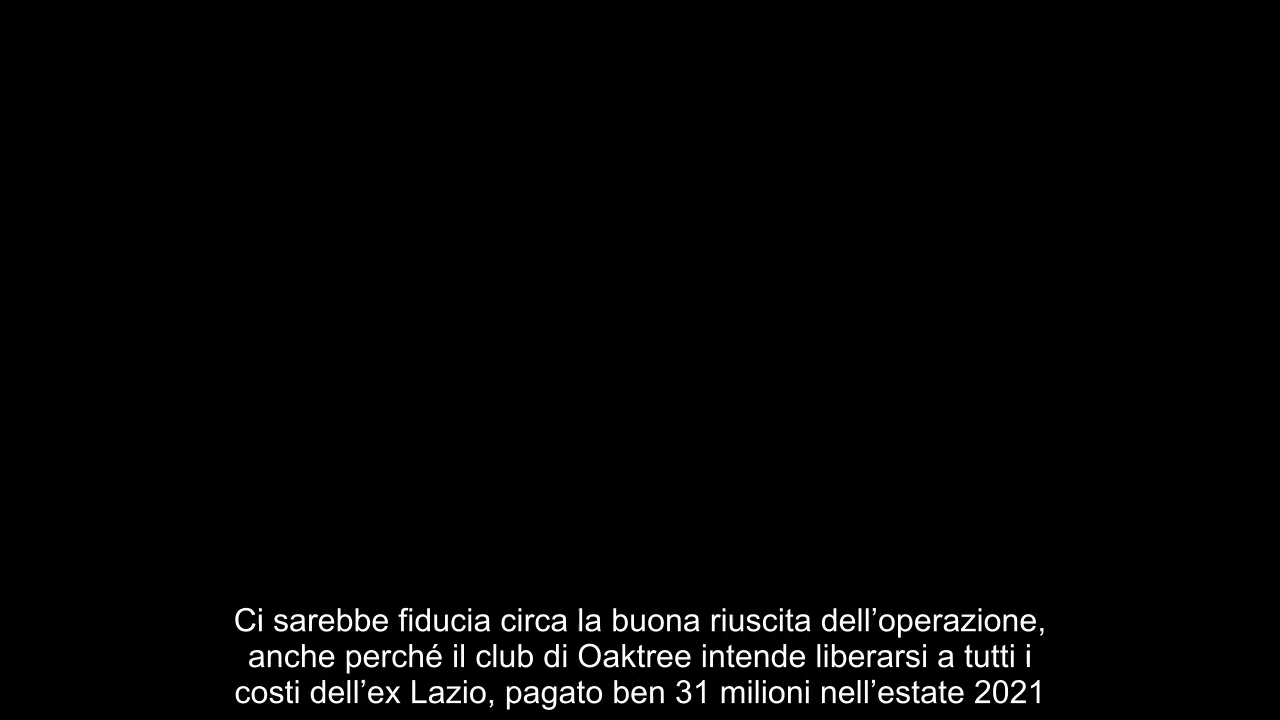 Ci sarebbe fiducia circa la buona riuscita dell’operazione,
anche perché il club di Oaktree intende liberarsi a tutti i
costi dell’ex Lazio, pagato ben 31 milioni nell’estate 2021